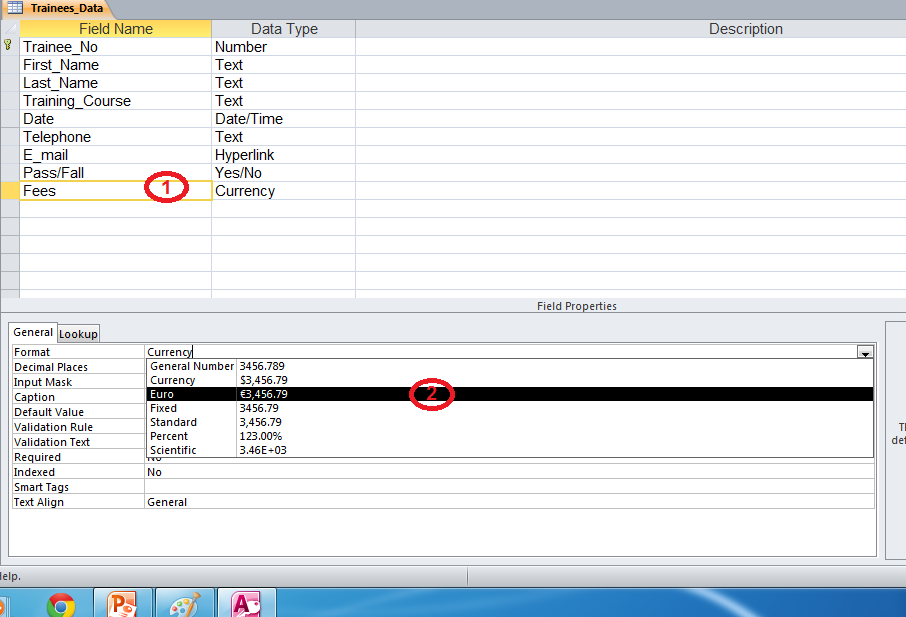 Trainees_Data
Field Name Data Type Description
Trainee_No Number
First_Name Text
Last_Name Text
Training_Course Text
Date Date/Time
Telephone Text
E_mail Hyperlink
Pass/Fall Yes/No
Fees 1 Currency
Field Properties
General Lookup
Format Currency
Decimal Places General Number 3456.789
Input Mask Currency $3,456.79
Caption Euro €3,456.79 2
Default Value Fixed 3456.79
Validation Rule Standard 3,456.79
Validation Text Percent 123.00%
Required Scientific 3.46E+03
No
Indexed No
Smart Tags
Text Align General
elp.